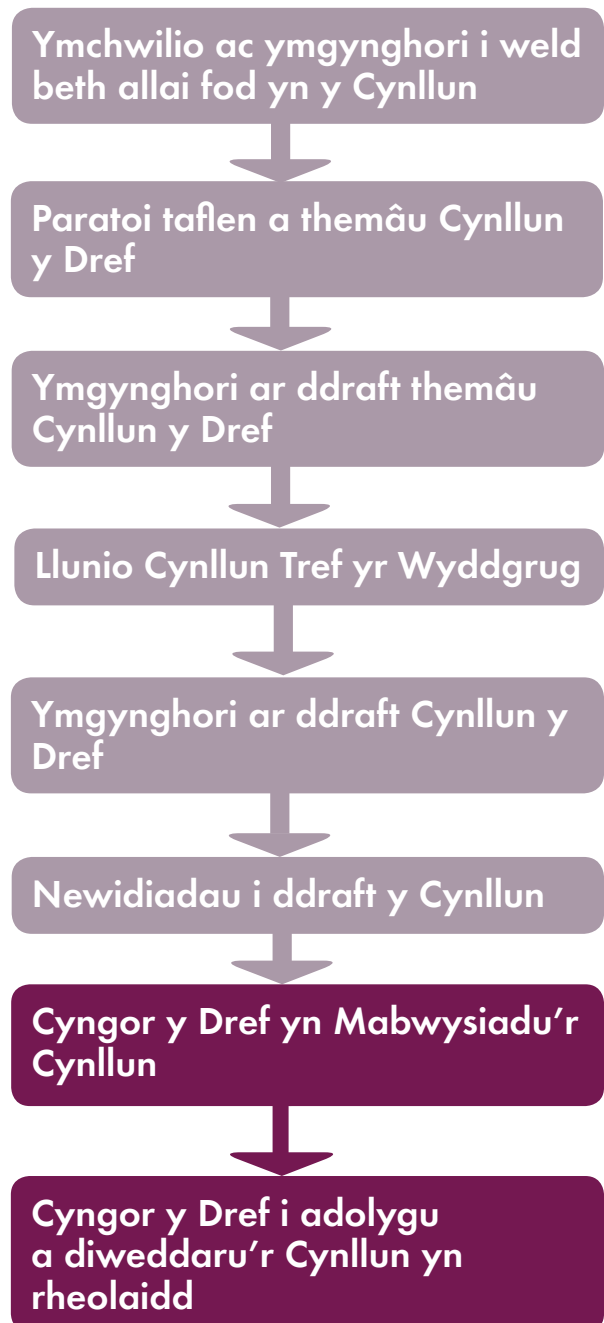 Ymchwilio ac ymgynghori i weld
beth allai fod yn y Cynllun
Paratoi taflen a themâu Cynllun
y Dref
Ymgynghori ar ddraft themâu
Cynllun y Dref
Llunio Cynllun Tref yr Wyddgrug
Ymgynghori ar ddraft Cynllun y
Dref
Newidiadau i ddraft y Cynllun
Cyngor y Dref yn Mabwysiadu’r
Cynllun
Cyngor y Dref i adolygu
a diweddaru’r Cynllun yn
rheolaidd